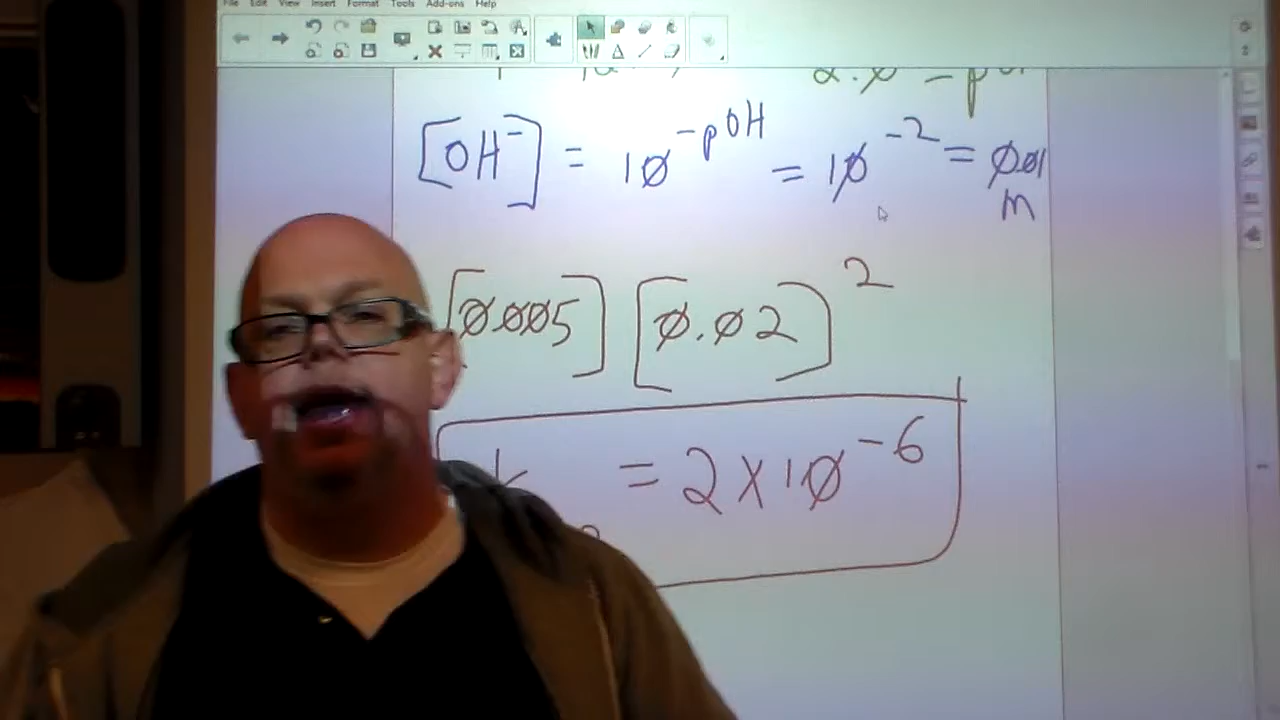 File Edit View Insert Format Tools Add-ons Help
[OH⁻] = 10^-pOH = 10^-2 = 0.01
M
[0.005] [0.02]^2
= 2 x 10^-6